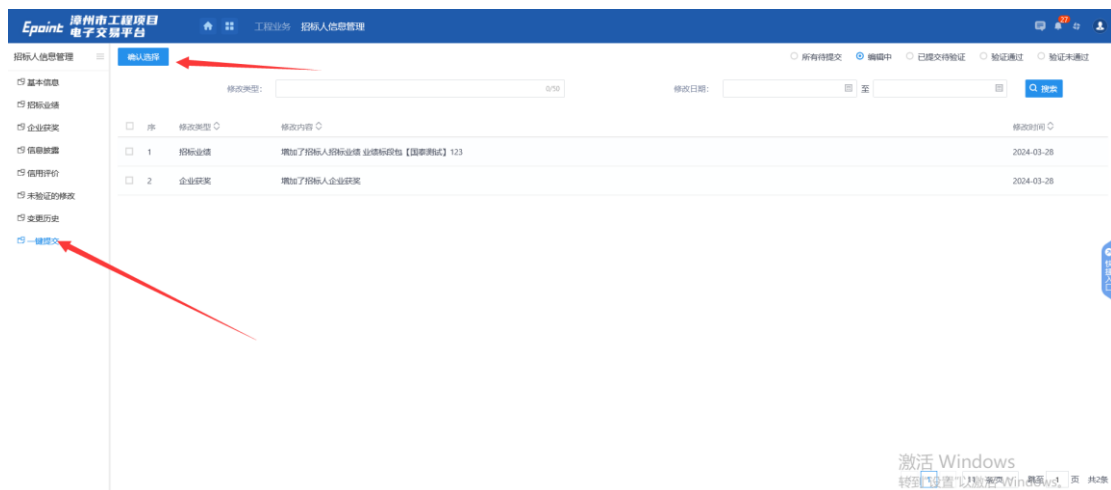 Epoint 漳州市工程项目
电子交易平台
工程业务 招标人信息管理
27
招标人信息管理
确认选择
所有待提交 编辑中 已提交待验证 验证通过 验证未通过
基本信息
招标业绩
企业获奖
信息披露
信用评价
未验证的修改
变更历史
一键提交
修改类型: 0/50 修改日期: 至 搜索
序 修改类型 修改内容 修改时间
1 招标业绩 增加了招标人招标业绩 业绩标段包【国泰测试】123 2024-03-28
2 企业获奖 增加了招标人企业获奖 2024-03-28
快捷入口
激活 Windows
转到"设置"以激活 Windows。
1 页 共2条